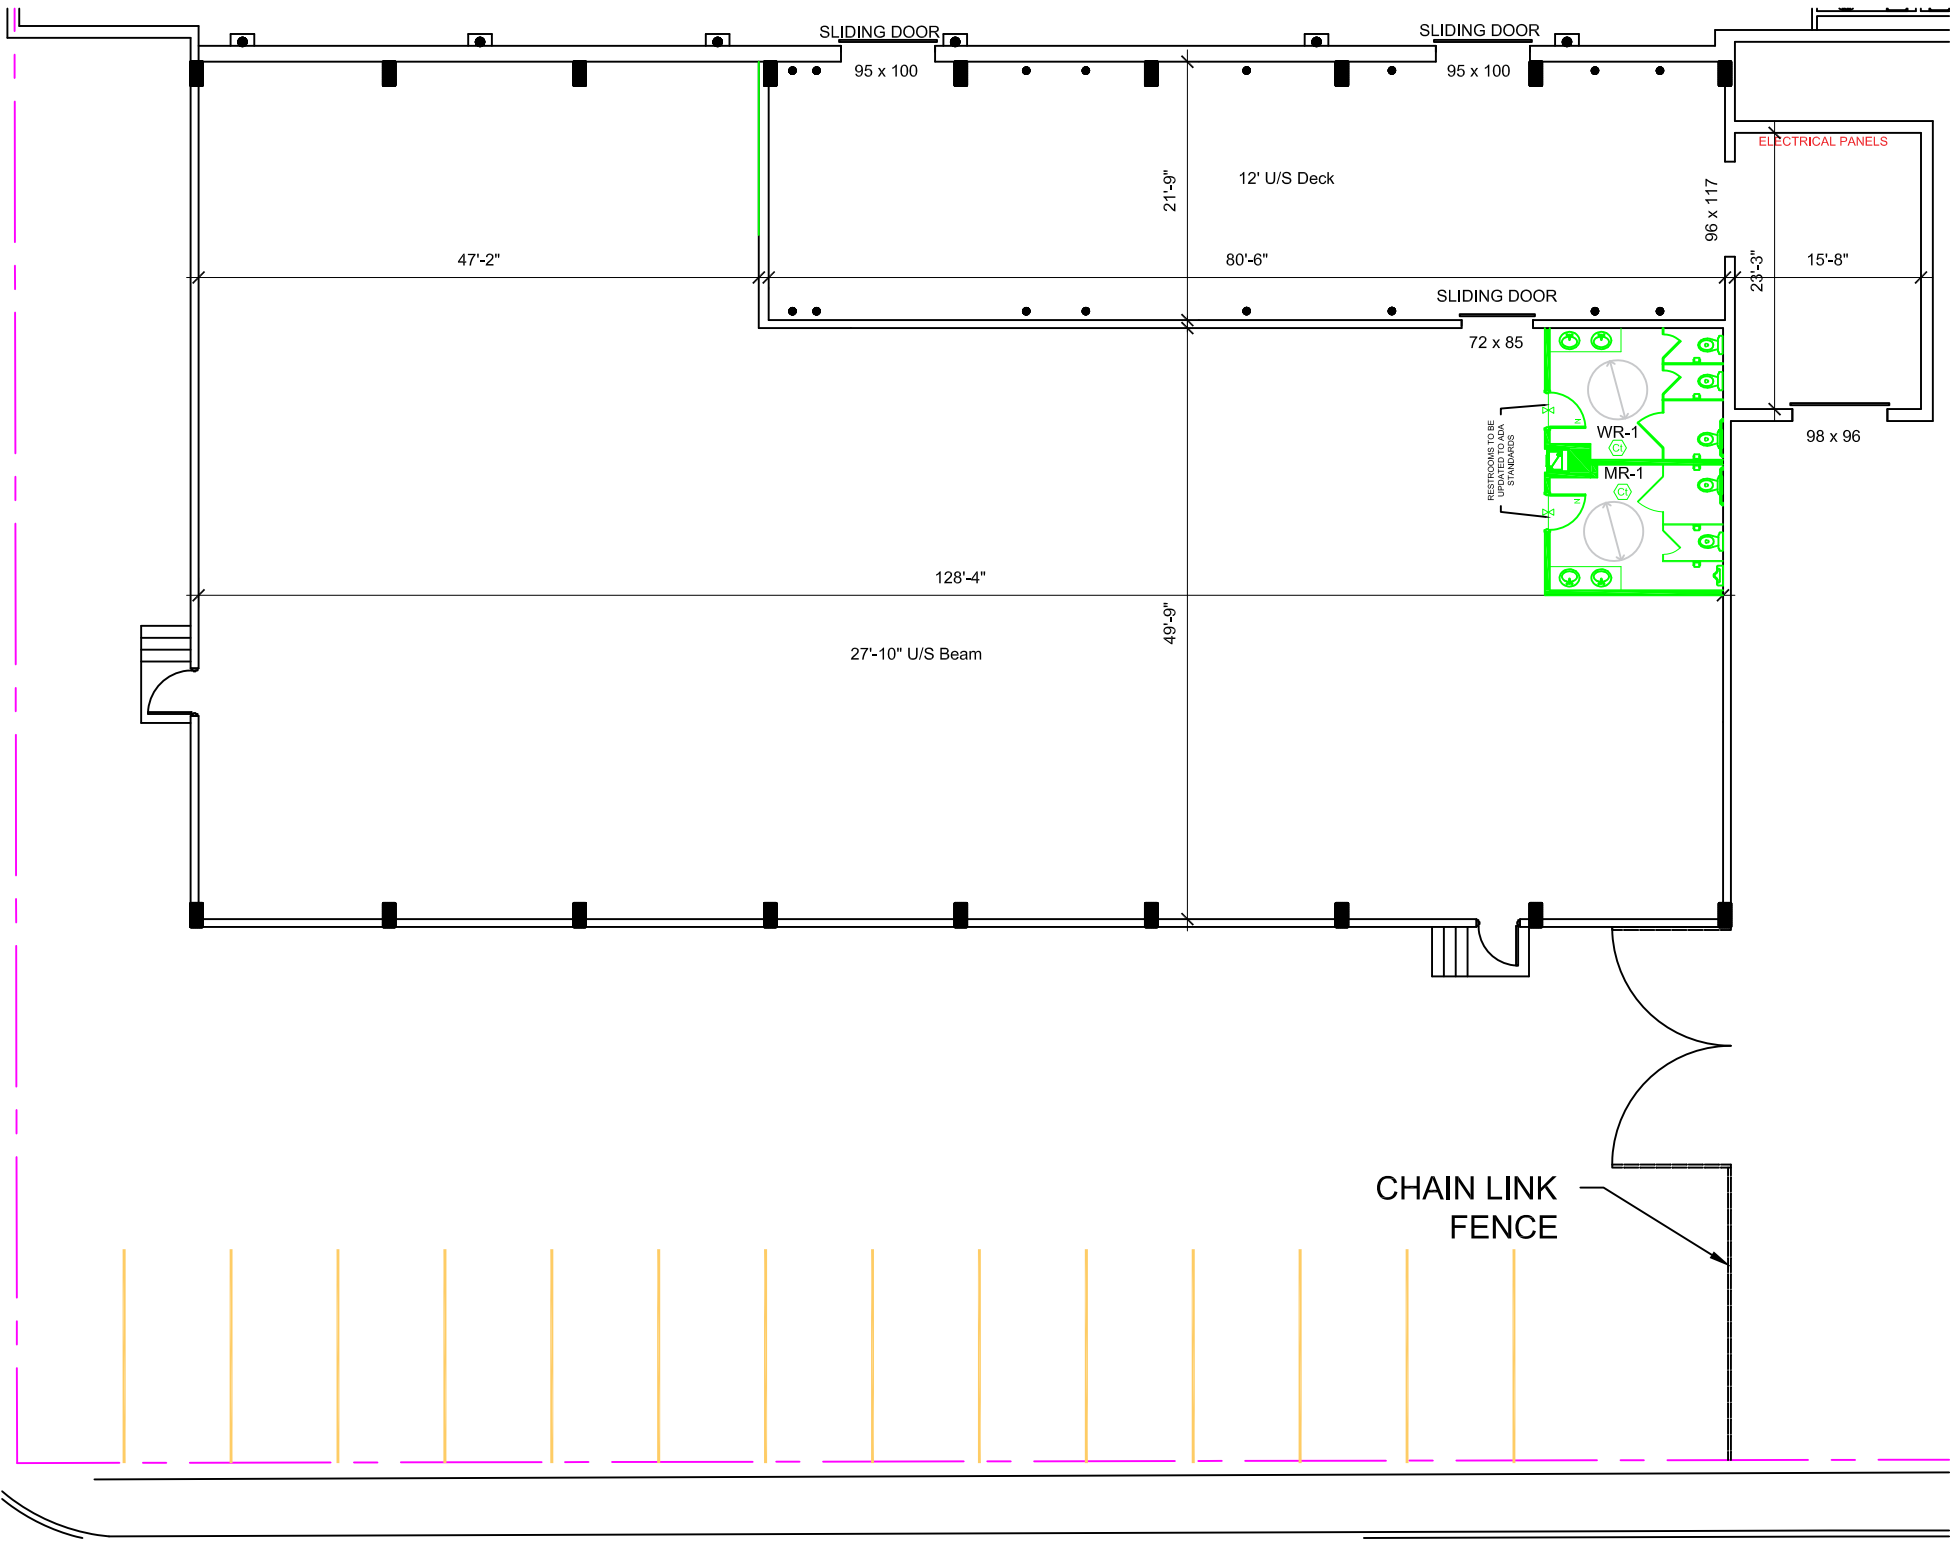 SLIDING DOOR
SLIDING DOOR
95 x 100
95 x 100
ELECTRICAL PANELS
12' U/S Deck
21'-9"
96 x 117
47'-2"
80'-6"
23'-3"
15'-8"
SLIDING DOOR
72 x 85
98 x 96
RESTROOMS TO BE
UPDATED TO ADA
STANDARDS
N
WR-1
Ct
MR-1
Ct
N
128'-4"
49'-9"
27'-10" U/S Beam
CHAIN LINK
FENCE